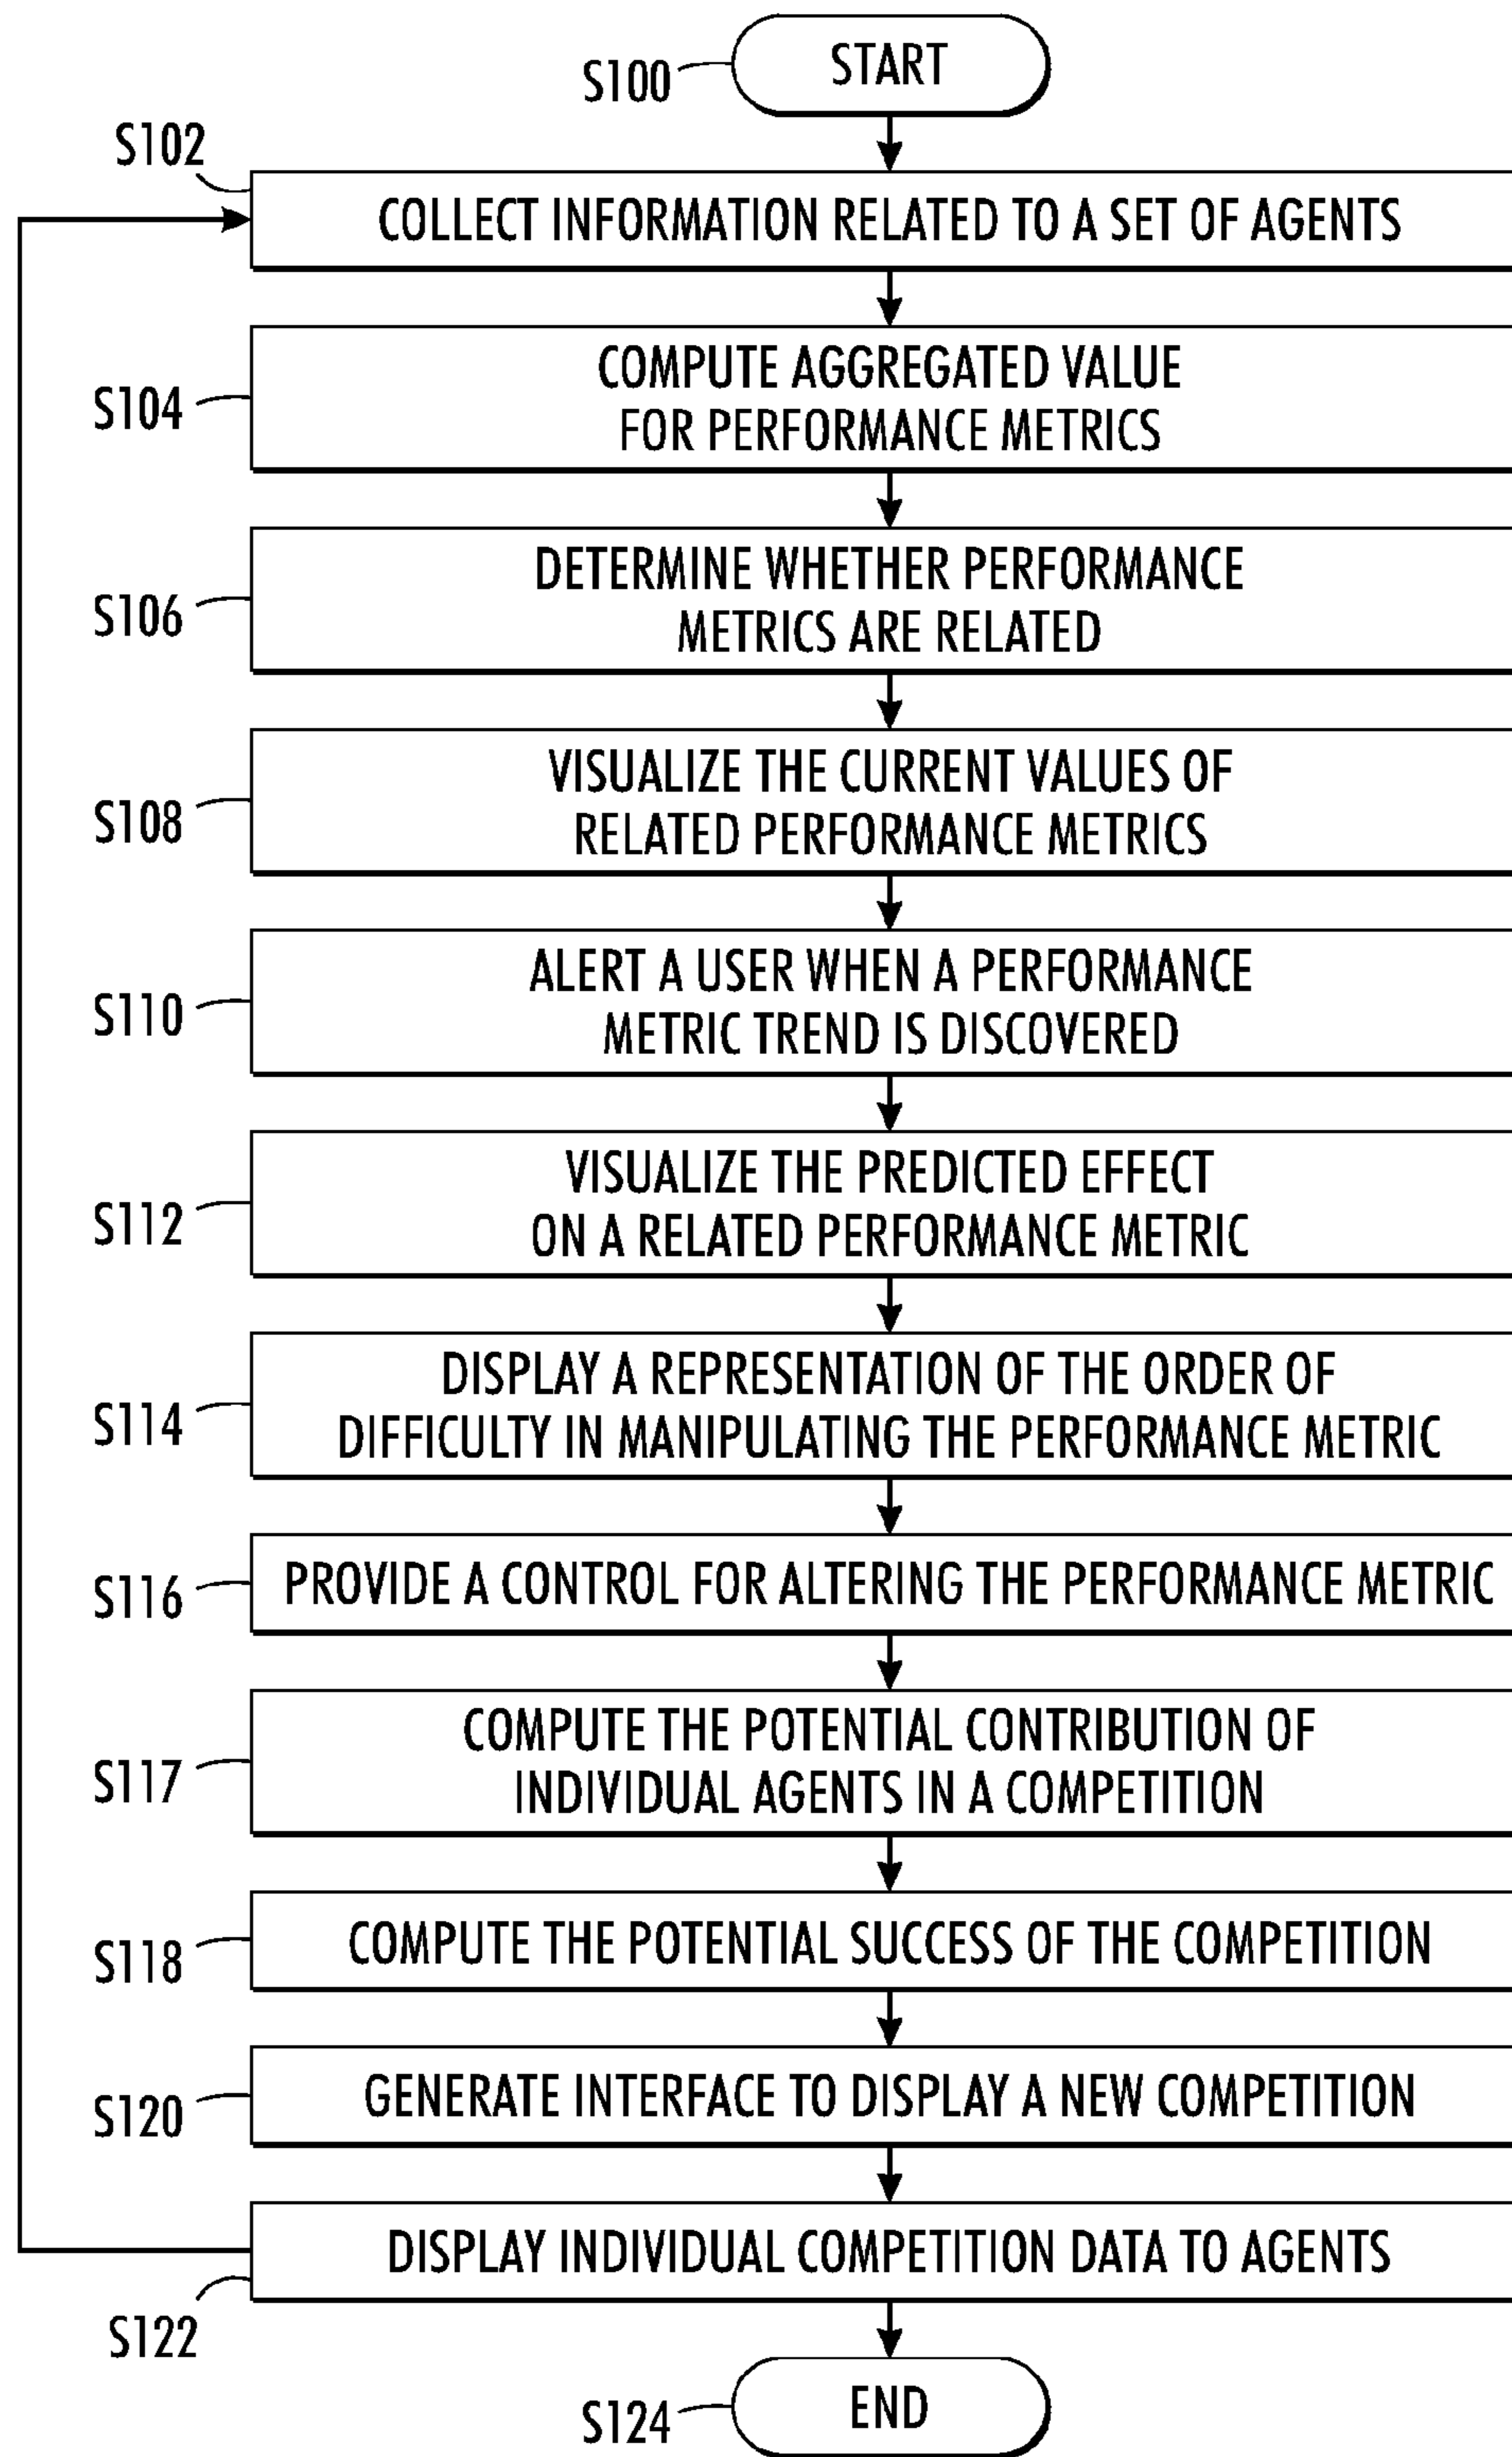 S100
START
S102
COLLECT INFORMATION RELATED TO A SET OF AGENTS
S104
COMPUTE AGGREGATED VALUE
FOR PERFORMANCE METRICS
S106
DETERMINE WHETHER PERFORMANCE
METRICS ARE RELATED
S108
VISUALIZE THE CURRENT VALUES OF
RELATED PERFORMANCE METRICS
S110
ALERT A USER WHEN A PERFORMANCE
METRIC TREND IS DISCOVERED
S112
VISUALIZE THE PREDICTED EFFECT
ON A RELATED PERFORMANCE METRIC
S114
DISPLAY A REPRESENTATION OF THE ORDER OF
DIFFICULTY IN MANIPULATING THE PERFORMANCE METRIC
S116
PROVIDE A CONTROL FOR ALTERING THE PERFORMANCE METRIC
S117
COMPUTE THE POTENTIAL CONTRIBUTION OF
INDIVIDUAL AGENTS IN A COMPETITION
S118
COMPUTE THE POTENTIAL SUCCESS OF THE COMPETITION
S120
GENERATE INTERFACE TO DISPLAY A NEW COMPETITION
S122
DISPLAY INDIVIDUAL COMPETITION DATA TO AGENTS
S124
END